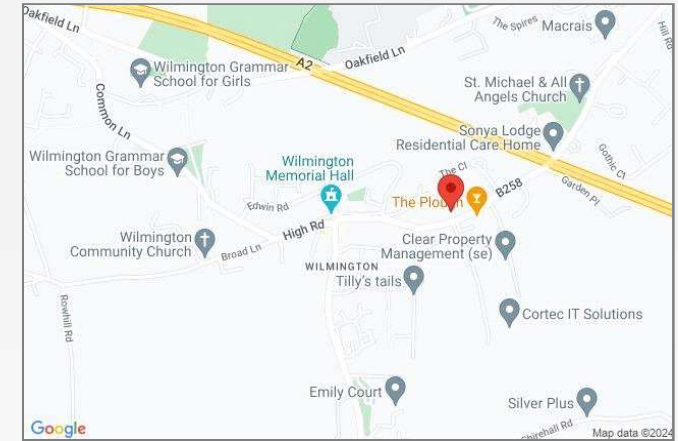 Oakfield Ln
The Spires
Macrais
Hill Rd
A2
Oakfield Ln
Wilmington Grammar
School for Girls
St. Michael & All
Angels Church
Common Ln
Sonya Lodge
Residential Care Home
Wilmington Grammar
School for Boys
Wilmington
Memorial Hall
The Cl
Gothic Ct
Garden Pl
Edwin Rd
The Plough
B258
High Rd
Wilmington
Community Church
Broad Ln
Clear Property
Management (se)
WILMINGTON
Tilly's tails
Rowhill Rd
Cortec IT Solutions
Emily Court
Silver Plus
Shirehall Rd
Google
Map data ©2024